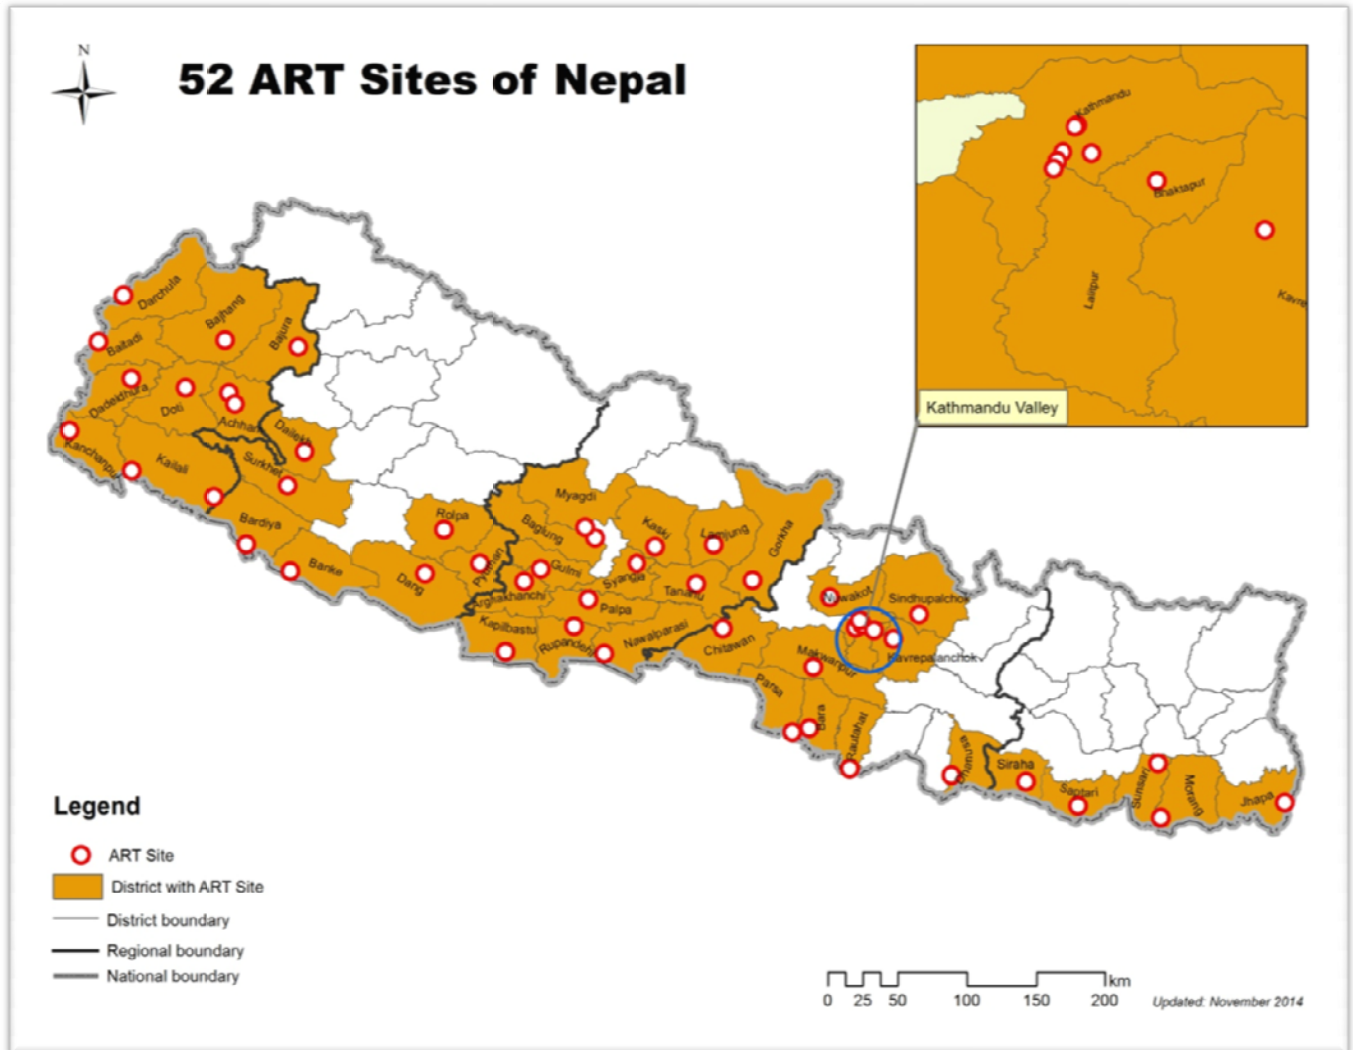 N
52 ART Sites of Nepal
Kathmandu
Bhaktapur
Lalitpur
Kavre
Kathmandu Valley
Darchula
Bajhang
Bajura
Baitadi
Dadeldhura
Doti
Achham
Dailekh
Kanchanpur
Kailali
Surkhet
Bardiya
Banke
Dang
Rolpa
Pyuthan
Myagdi
Baglung
Gulmi
Arghakhanchi
Kapilbastu
Rupandehi
Palpa
Nawalparasi
Syangja
Kaski
Lamjung
Tanahu
Gorkha
Chitawan
Nuwakot
Sindhupalchok
Kavrepalanchok
Makwanpur
Parsa
Bara
Rautahat
Dhanusa
Siraha
Saptari
Sunsari
Morang
Jhapa
Legend
ART Site
District with ART Site
District boundary
Regional boundary
National boundary
km
0 25 50 100 150 200
Updated: November 2014